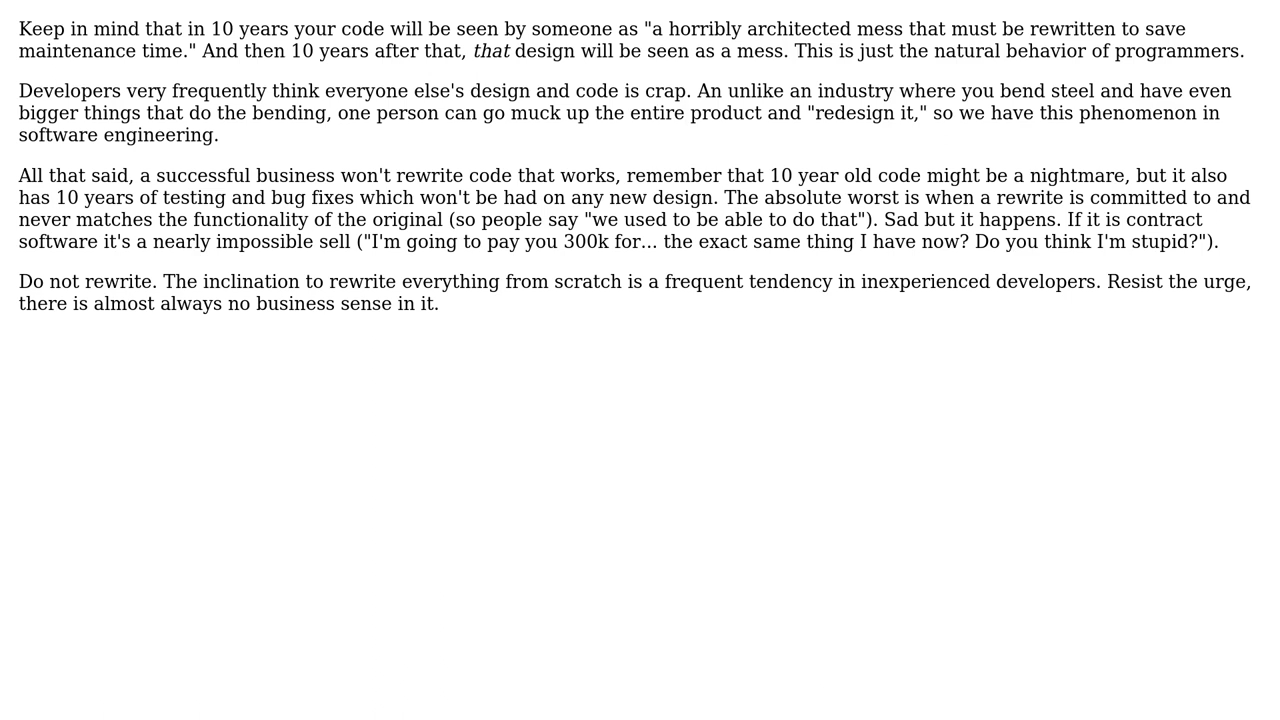 Keep in mind that in 10 years your code will be seen by someone as "a horribly architected mess that must be rewritten to save
maintenance time." And then 10 years after that, that design will be seen as a mess. This is just the natural behavior of programmers.
Developers very frequently think everyone else's design and code is crap. An unlike an industry where you bend steel and have even
bigger things that do the bending, one person can go muck up the entire product and "redesign it," so we have this phenomenon in
software engineering.
All that said, a successful business won't rewrite code that works, remember that 10 year old code might be a nightmare, but it also
has 10 years of testing and bug fixes which won't be had on any new design. The absolute worst is when a rewrite is committed to and
never matches the functionality of the original (so people say "we used to be able to do that"). Sad but it happens. If it is contract
software it's a nearly impossible sell ("I'm going to pay you 300k for... the exact same thing I have now? Do you think I'm stupid?").
Do not rewrite. The inclination to rewrite everything from scratch is a frequent tendency in inexperienced developers. Resist the urge,
there is almost always no business sense in it.